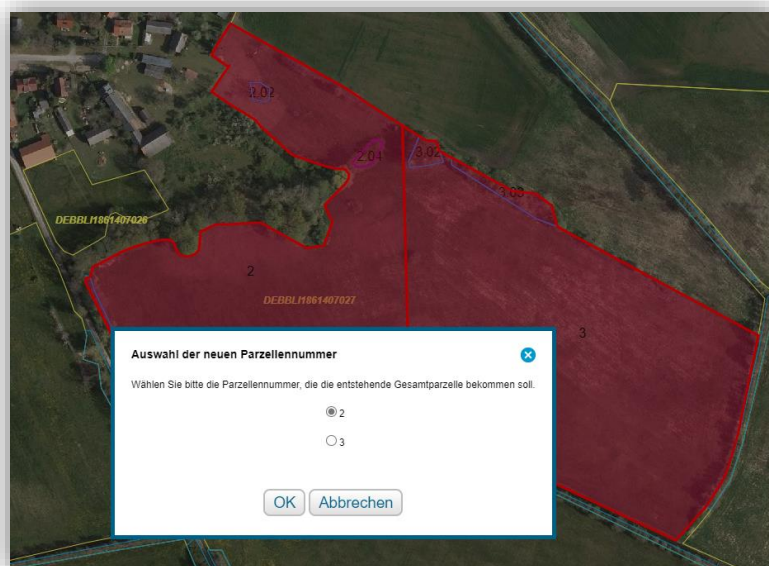 2.02
2.01
3.02
3.03
DEBBLI1861407026
2
DEBBLI1861407027
3
Auswahl der neuen Parzellennummer
Wählen Sie bitte die Parzellennummer, die die entstehende Gesamtparzelle bekommen soll.
2
3
OK Abbrechen